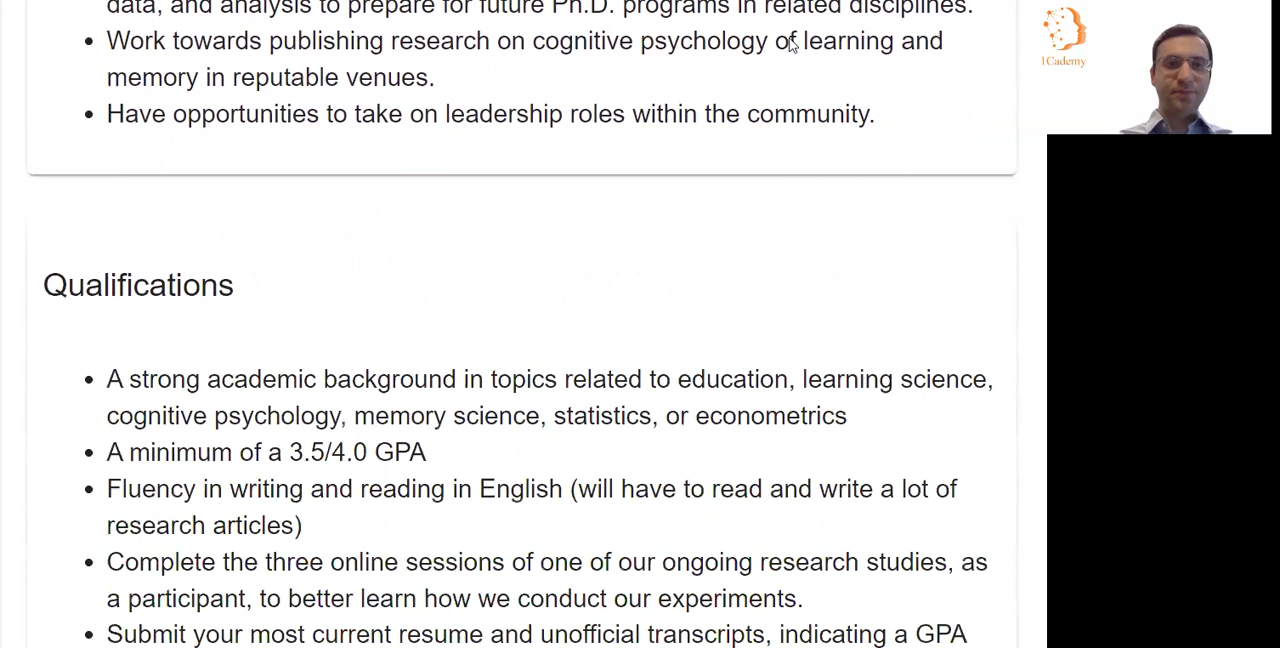 data, and analysis to prepare for future Ph.D. programs in related disciplines.
• Work towards publishing research on cognitive psychology of learning and
memory in reputable venues.
• Have opportunities to take on leadership roles within the community.
1Cademy
Qualifications
• A strong academic background in topics related to education, learning science,
cognitive psychology, memory science, statistics, or econometrics
• A minimum of a 3.5/4.0 GPA
• Fluency in writing and reading in English (will have to read and write a lot of
research articles)
• Complete the three online sessions of one of our ongoing research studies, as
a participant, to better learn how we conduct our experiments.
• Submit your most current resume and unofficial transcripts, indicating a GPA